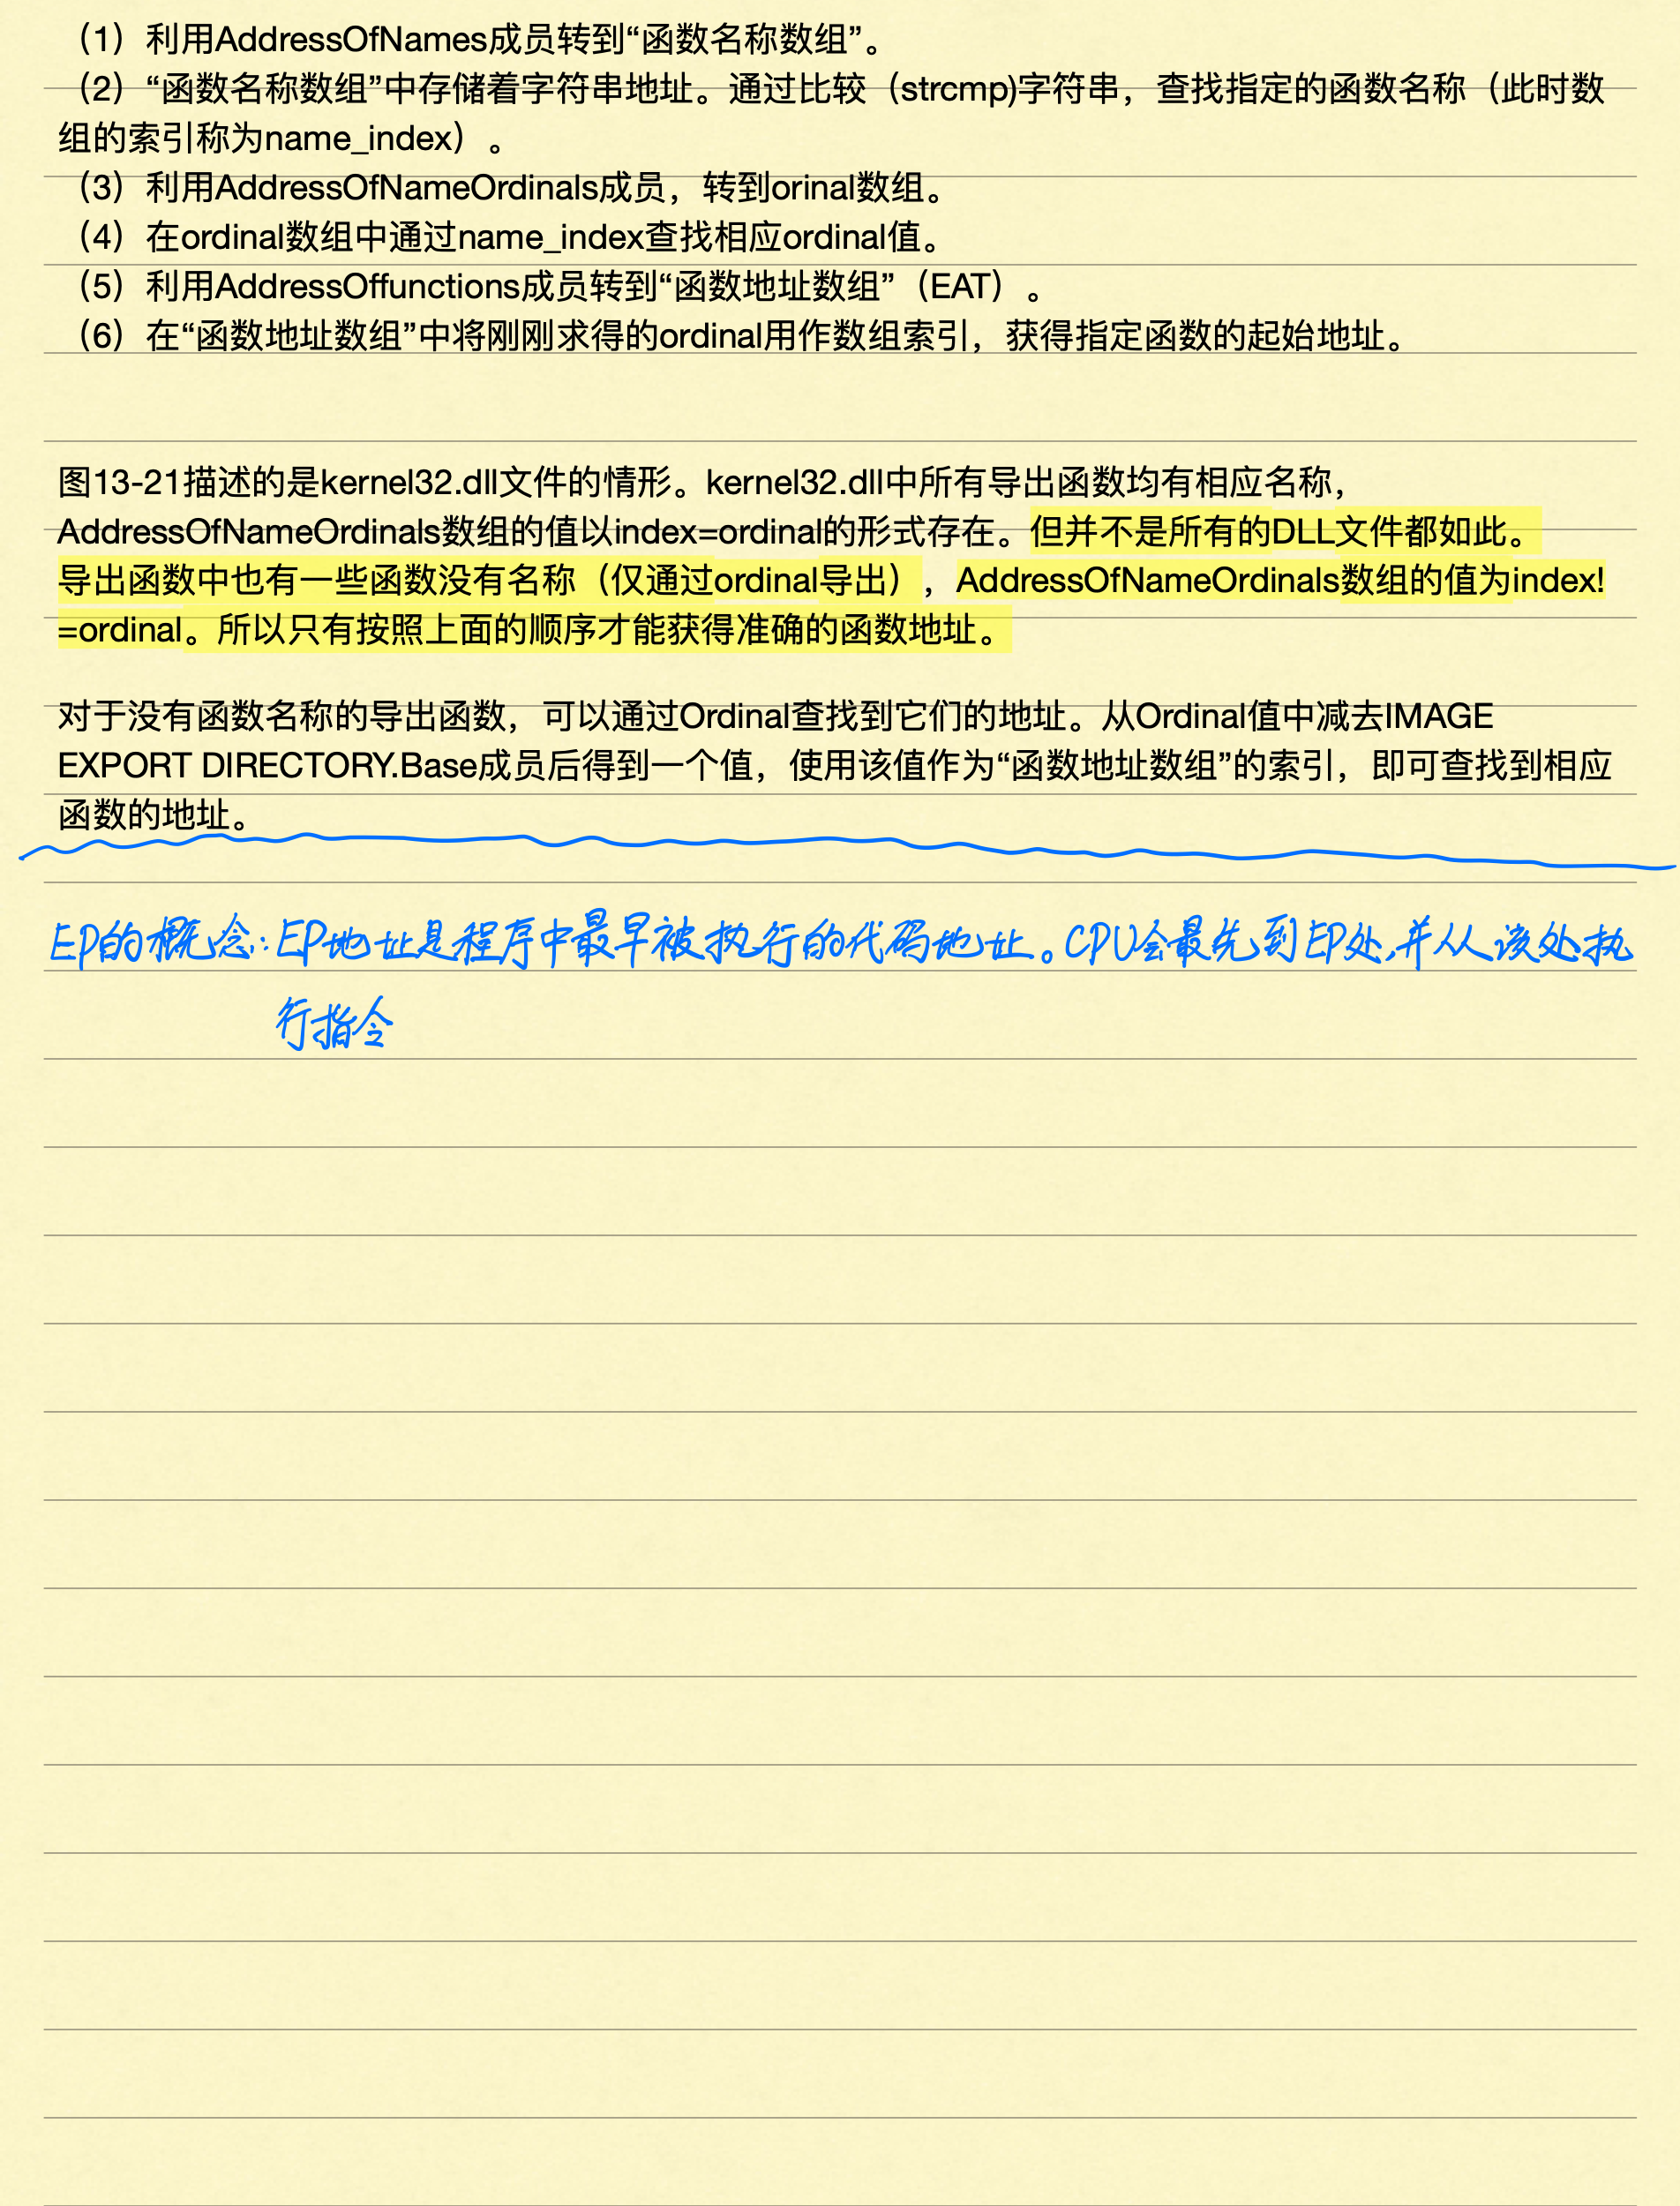 （1）利用AddressOfNames成员转到“函数名称数组”。
（2）“函数名称数组”中存储着字符串地址。通过比较（strcmp)字符串，查找指定的函数名称（此时数
组的索引称为name_index）。
（3）利用AddressOfNameOrdinals成员，转到orinal数组。
（4）在ordinal数组中通过name_index查找相应ordinal值。
（5）利用AddressOffunctions成员转到“函数地址数组”（EAT）。
（6）在“函数地址数组”中将刚刚求得的ordinal用作数组索引，获得指定函数的起始地址。
图13-21描述的是kernel32.dll文件的情形。kernel32.dll中所有导出函数均有相应名称，
AddressOfNameOrdinals数组的值以index=ordinal的形式存在。但并不是所有的DLL文件都如此。
导出函数中也有一些函数没有名称（仅通过ordinal导出），AddressOfNameOrdinals数组的值为index!
=ordinal。所以只有按照上面的顺序才能获得准确的函数地址。
对于没有函数名称的导出函数，可以通过Ordinal查找到它们的地址。从Ordinal值中减去IMAGE
EXPORT DIRECTORY.Base成员后得到一个值，使用该值作为“函数地址数组”的索引，即可查找到相应
函数的地址。
EP的概念：EP地址是程序中最早被执行的代码地址。CPU会最先到EP处，并从该处执
行指令